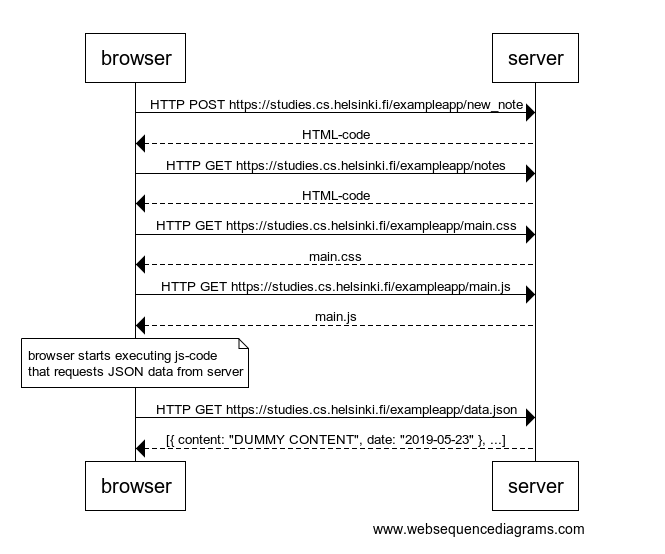 browser
server
HTTP POST https://studies.cs.helsinki.fi/exampleapp/new_note
HTML-code
HTTP GET https://studies.cs.helsinki.fi/exampleapp/notes
HTML-code
HTTP GET https://studies.cs.helsinki.fi/exampleapp/main.css
main.css
HTTP GET https://studies.cs.helsinki.fi/exampleapp/main.js
main.js
browser starts executing js-code
that requests JSON data from server
HTTP GET https://studies.cs.helsinki.fi/exampleapp/data.json
[{ content: "DUMMY CONTENT", date: "2019-05-23" }, ...]
browser
server
www.websequencediagrams.com